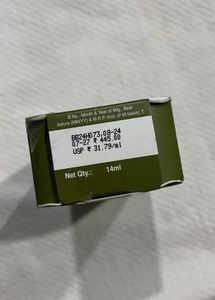 B.No., Month & Year of Mfg., Best
before (MM/YY) & M.R.P. (Incl. of all taxes): ↑
BB24H073,08-24
07-27 ₹ 445.00
USP ₹ 31.79/ml
Net Qty.: 14ml